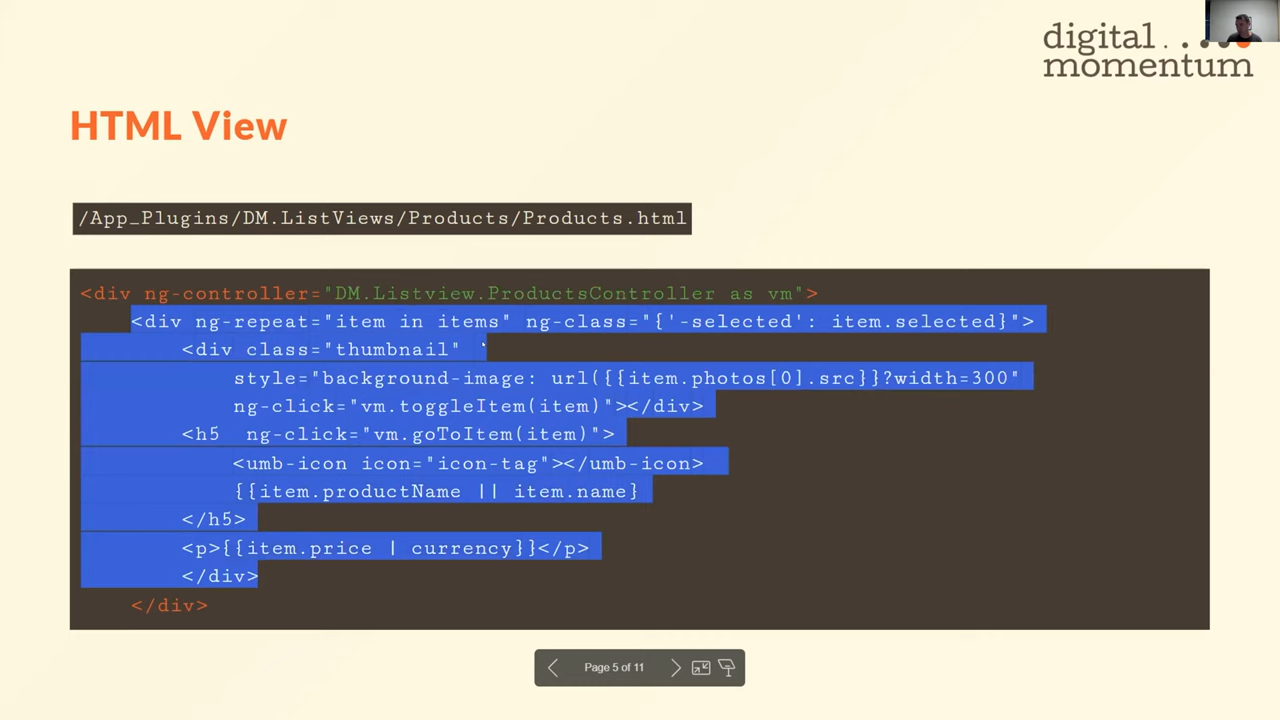 digital
momentum
HTML View
/App_Plugins/DM.ListViews/Products/Products.html
<div ng-controller="DM.Listview.ProductsController as vm">
<div ng-repeat="item in items" ng-class="{'-selected': item.selected}">
<div class="thumbnail"
style="background-image: url({{item.photos[0].src}}?width=300"
ng-click="vm.toggleItem(item)"></div>
<h5  ng-click="vm.goToItem(item)">
<umb-icon icon="icon-tag"></umb-icon>
{{item.productName || item.name}
</h5>
<p>{{item.price | currency}}</p>
</div>
</div>
Page 5 of 11